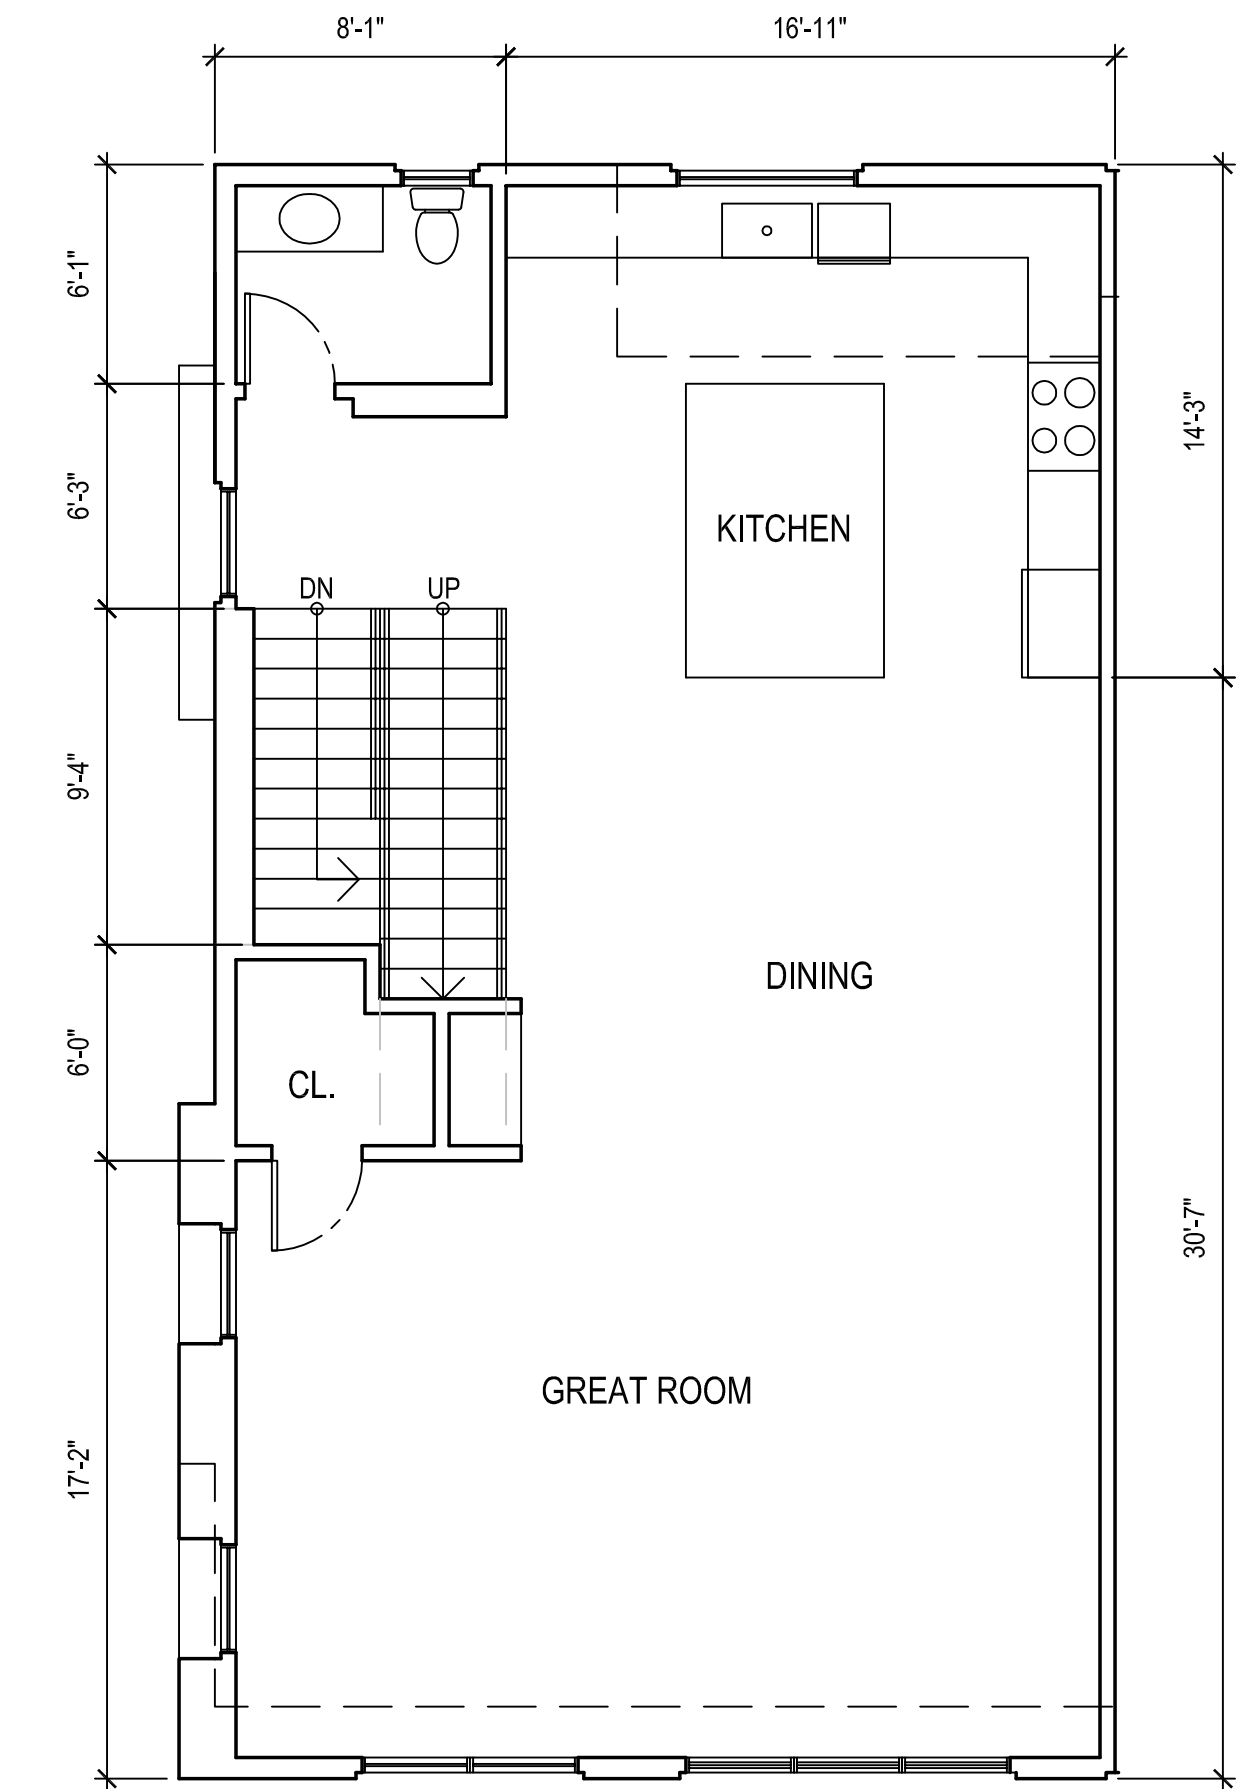 8'-1"
16'-11"
6'-1"
14'-3"
6'-3"
KITCHEN
DN
UP
9'-4"
DINING
6'-0"
CL.
30'-7"
GREAT ROOM
17'-2"